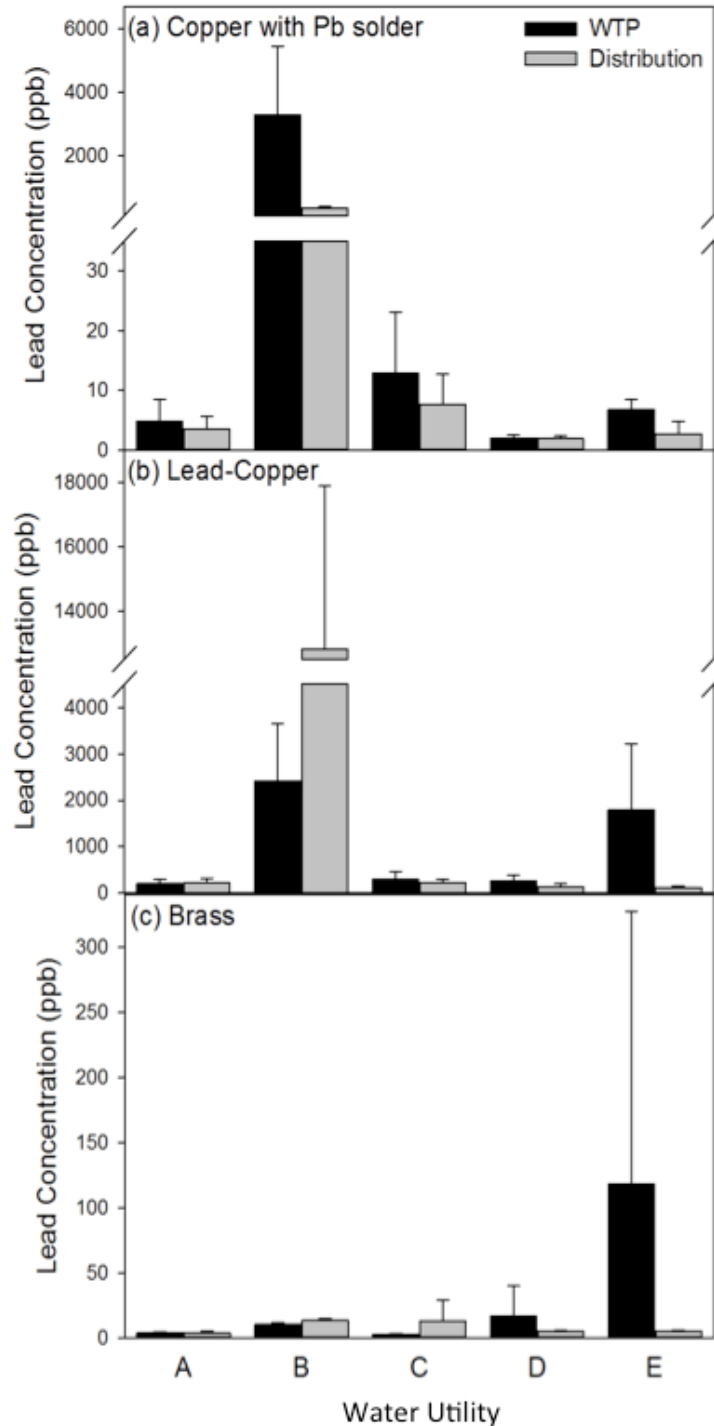 (a) Copper with Pb solder
WTP
Distribution
Lead Concentration (ppb)
6000
4000
2000
30
20
10
0
(b) Lead-Copper
Lead Concentration (ppb)
18000
16000
14000
4000
3000
2000
1000
0
(c) Brass
Lead Concentration (ppb)
300
250
200
150
100
50
0
A B C D E
Water Utility